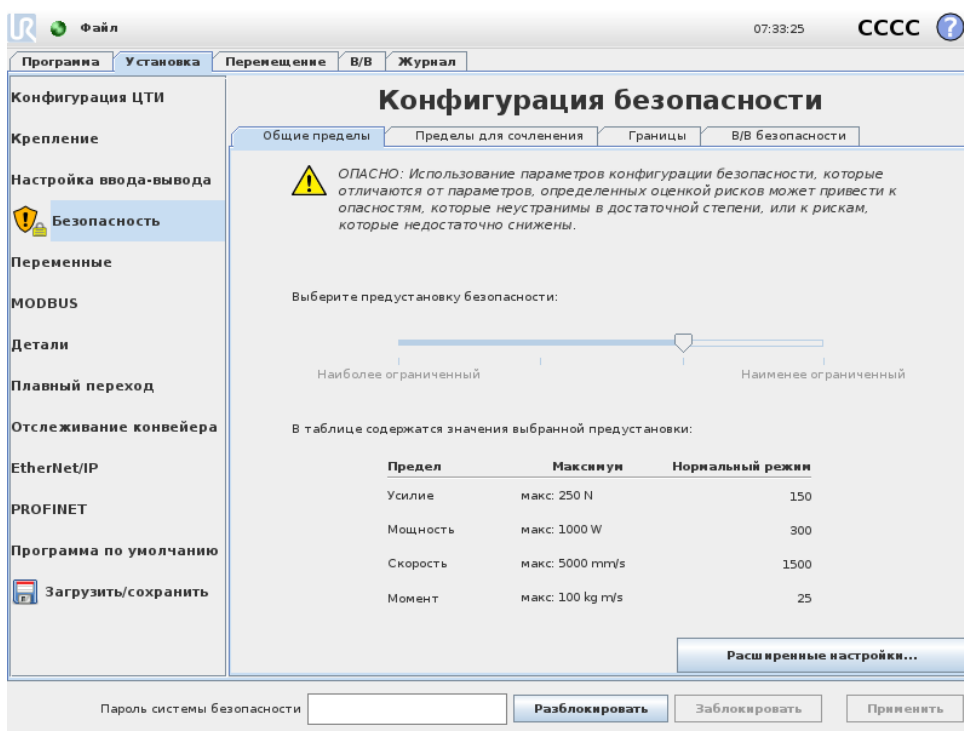 UR Файл 07:33:25 CCCC ?
Программа Установка Перемещение В/В Журнал
Конфигурация ЦТИ
Крепление
Настройка ввода-вывода
Безопасность
Переменные
MODBUS
Детали
Плавный переход
Отслеживание конвейера
EtherNet/IP
PROFINET
Программа по умолчанию
Загрузить/сохранить
Конфигурация безопасности
Общие пределы Пределы для сочленения Границы В/В безопасности
ОПАСНО: Использование параметров конфигурации безопасности, которые
отличаются от параметров, определенных оценкой рисков может привести к
опасностям, которые неустранимы в достаточной степени, или к рискам,
которые недостаточно снижены.
Выберите предустановку безопасности:
Наиболее ограниченный Наименее ограниченный
В таблице содержатся значения выбранной предустановки:
Предел Максимум Нормальный режим
Усилие макс: 250 N 150
Мощность макс: 1000 W 300
Скорость макс: 5000 mm/s 1500
Момент макс: 100 kg m/s 25
Расширенные настройки...
Пароль системы безопасности Разблокировать Заблокировать Применить